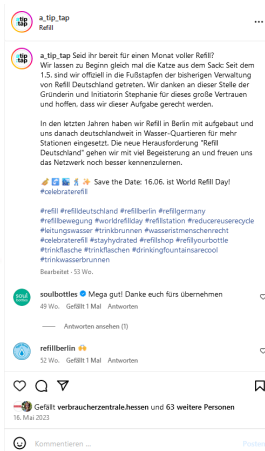 a_tip_tap
Refill
a_tip_tap Seid ihr bereit für einen Monat voller Refill?
Wir lassen zu Beginn gleich mal die Katze aus dem Sack: Seit dem
1.5. sind wir offiziell in die Fußstapfen der bisherigen Verwaltung
von Refill Deutschland getreten. Wir danken an dieser Stelle der
Gründerin und Initiatorin Stephanie für dieses große Vertrauen
und hoffen, dass wir dieser Aufgabe gerecht werden.
In den letzten Jahren haben wir Refill in Berlin mit aufgebaut und
uns danach deutschlandweit in Wasser-Quartieren für mehr
Stationen eingesetzt. Die neue Herausforderung "Refill
Deutschland" gehen wir mit viel Begeisterung an und freuen uns
das Netzwerk noch besser kennenzulernen.
Save the Date: 16.06. ist World Refill Day!
#celebraterefill
#refill #refilldeutschland #refillberlin #refillgermany
#refillbewegung #worldrefillday #refillstation #reducereuserecycle
#leitungswasser #trinkbrunnen #wasseristmenschenrecht
#celebraterefill #stayhydrated #refillshop #refillyourbottle
#trinkflasche #trinkflaschen #drinkingfountainsarecool
#trinkwasserbrunnen
Bearbeitet · 53 Wo.
soulbottles Mega gut! Danke euch fürs übernehmen
49 Wo. Gefällt 1 Mal Antworten
Antworten ansehen (1)
refillberlin 🙌
52 Wo. Gefällt 1 Mal Antworten
Gefällt verbraucherzentrale.hessen und 63 weitere Personen
16. Mai 2023
Kommentieren ...
Posten